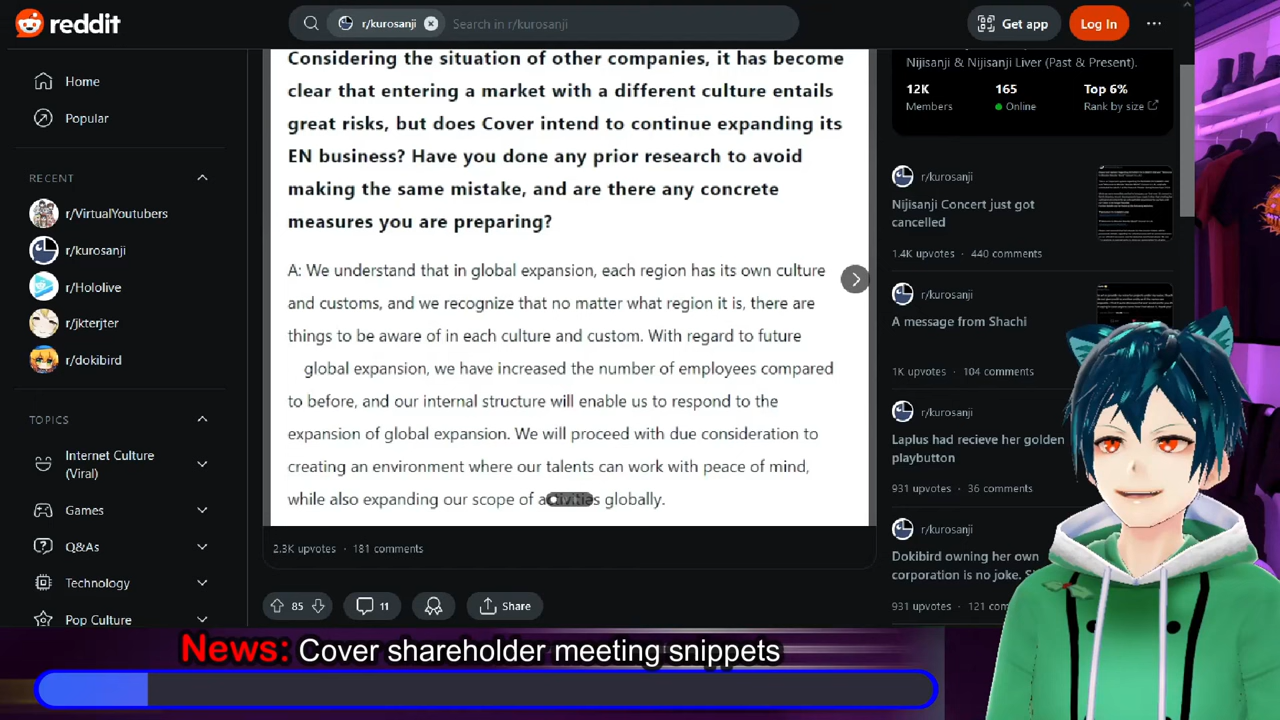 reddit
r/kurosanji
Search in r/kurosanji
Get app
Log In
Home
Popular
RECENT
r/VirtualYoutubers
r/kurosanji
r/Hololive
r/jkterjter
r/dokibird
TOPICS
Internet Culture
(Viral)
Games
Q&As
Technology
Pop Culture
Considering the situation of other companies, it has become
clear that entering a market with a different culture entails
great risks, but does Cover intend to continue expanding its
EN business? Have you done any prior research to avoid
making the same mstake, and are there any concrete
measures you are preparing?
A: We understand that in global expansion, each region has its own culture
and customs, and we recognize that no matter what region it is, there are
things to be aware of in each culture and custom. With regard to future
global expansion, we have increased the number of employees compared
to before, and our internal structure will enable us to respond to the
expansion of global expansion. We will proceed with due consideration to
creating an environment where our talents can work with peace of mind,
while also expanding our scope of activities globally.
2.3K upvotes · 181 comments
85
11
Share
Nijisanji & Nijisanji Liver (Past & Present).
12K
Members
165
Online
Top 6%
Rank by size
r/kurosanji
Nijisanji Concert just got
cancelled
1.4K upvotes · 440 comments
r/kurosanji
A message from Shachi
1K upvotes · 104 comments
r/kurosanji
Laplus had recieve her golden
playbutton
931 upvotes · 36 comments
r/kurosanji
Dokibird owning her own
corporation is no joke.
931 upvotes · 121
News: Cover shareholder meeting snippets